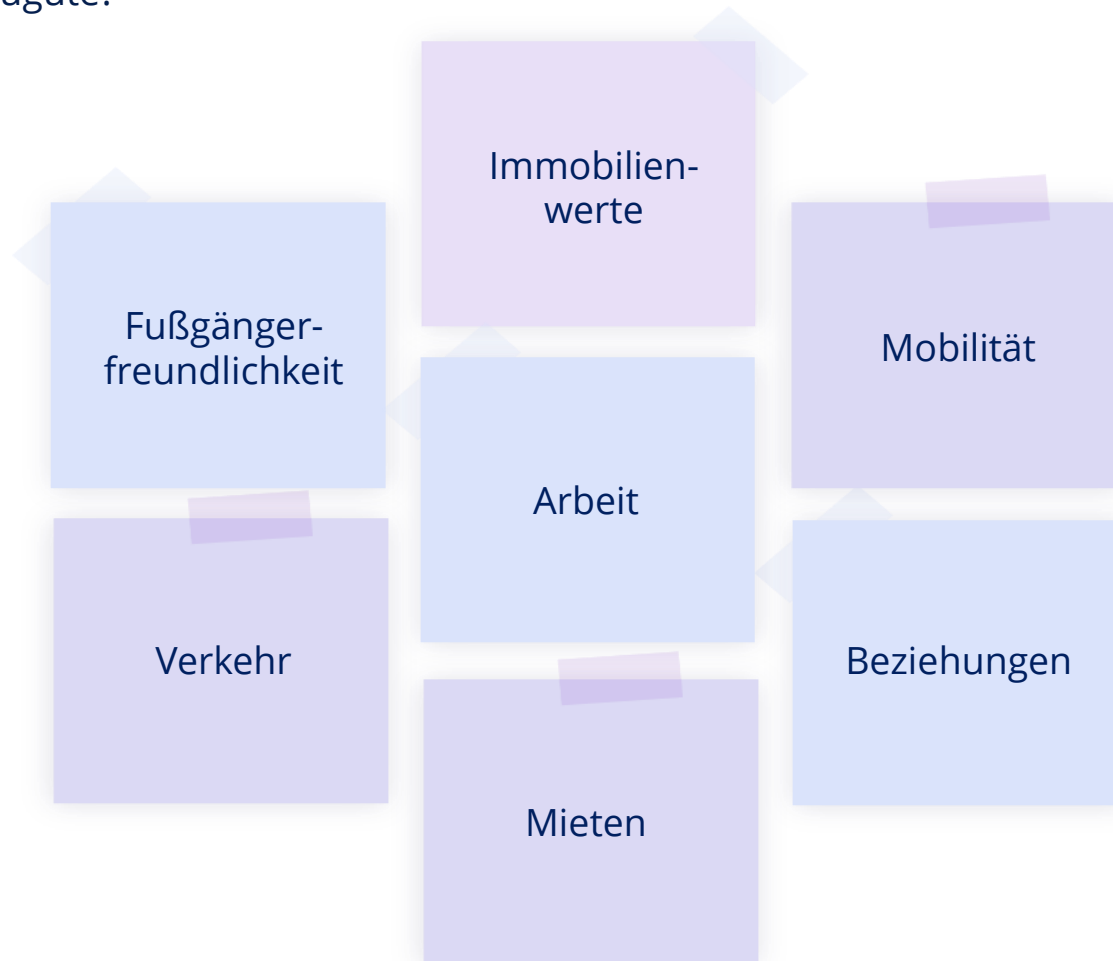 Immobilien-
werte
Fußgänger-
freundlichkeit
Mobilität
Arbeit
Verkehr
Beziehungen
Mieten